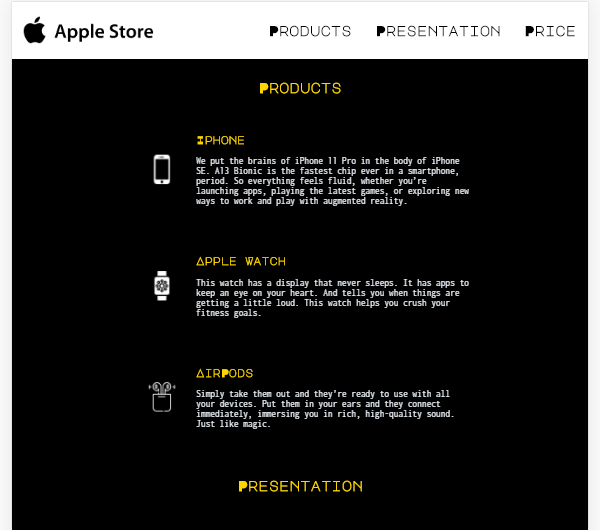 Apple Store
PRODUCTS
PRESENTATION
PRICE
PRODUCTS
IPHONE
We put the brains of iPhone 11 Pro in the body of iPhone
SE. A13 Bionic is the fastest chip ever in a smartphone,
period. So everything feels fluid, whether you're
launching apps, playing the latest games, or exploring new
ways to work and play with augmented reality.
APPLE WATCH
This watch has a display that never sleeps. It has apps to
keep an eye on your heart. And tells you when things are
getting a little loud. This watch helps you crush your
fitness goals.
AIRPODS
Simply take them out and they're ready to use with all
your devices. Put them in your ears and they connect
immediately, immersing you in rich, high-quality sound.
Just like magic.
PRESENTATION